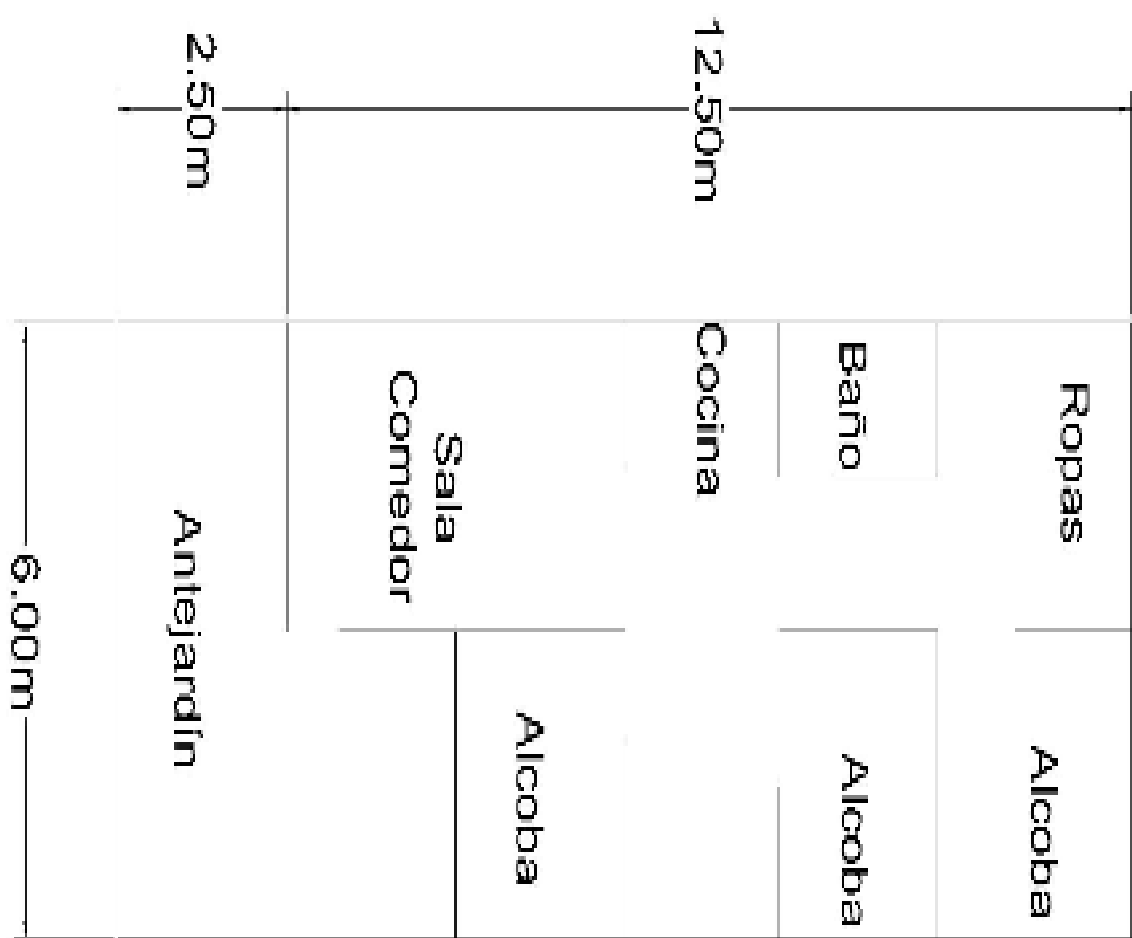 12.50m
2.50m
Ropas
Baño
Cocina
Sala
Comedor
Alcoba
Alcoba
Alcoba
Antejardín
6.00m